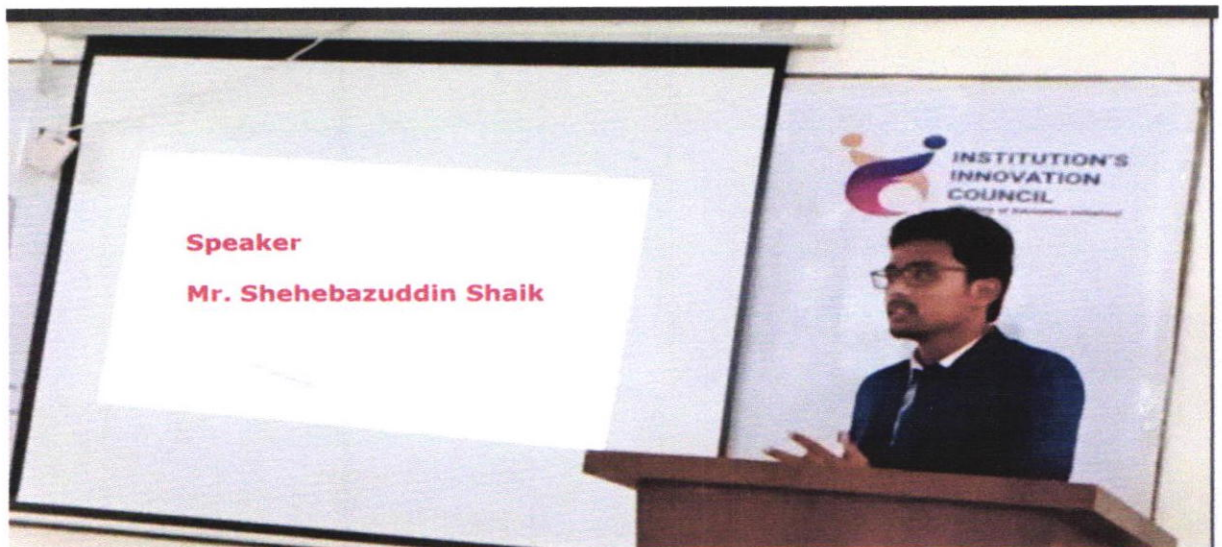 Speaker
Mr. Shehebazuddin Shaik
INSTITUTION'S
INNOVATION
COUNCIL